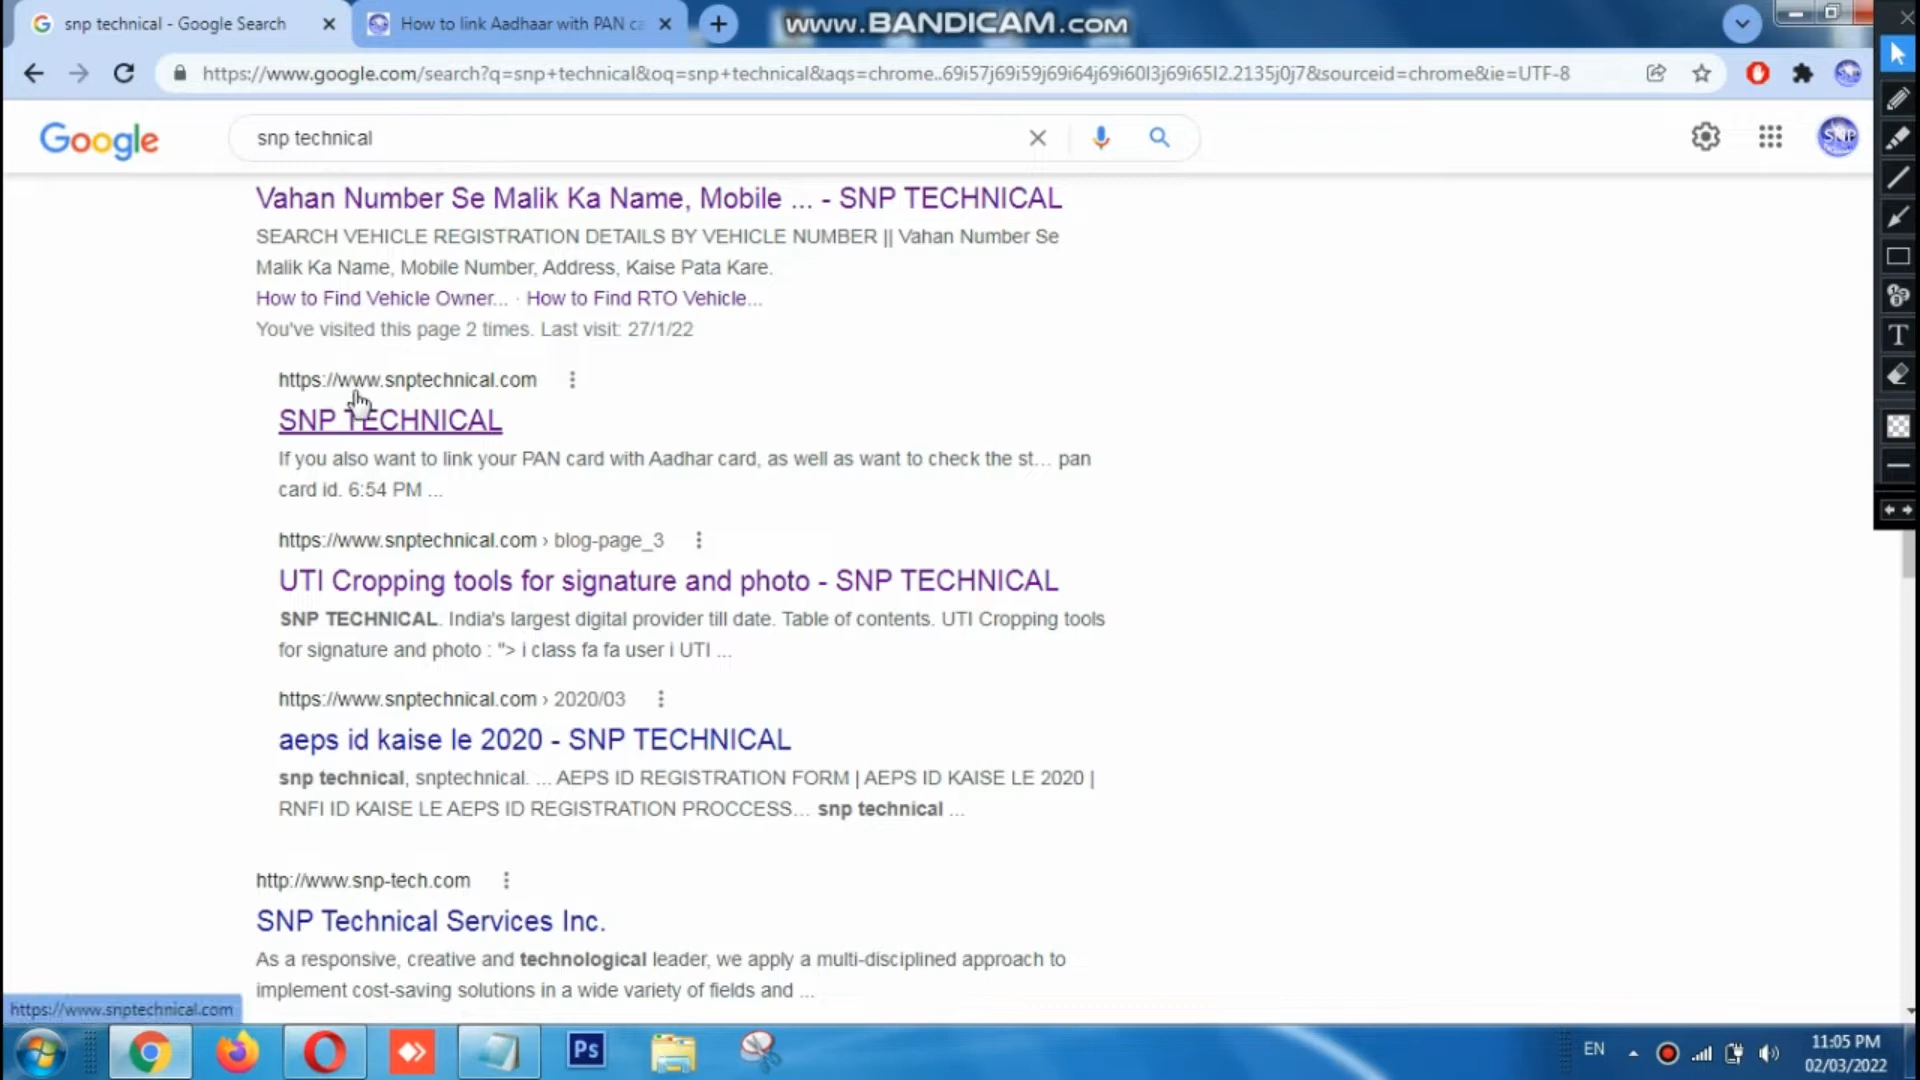 snp technical - Google Search
How to link Aadhaar with PAN ca
www.BANDICAM.com
https://www.google.com/search?q=snp+technical&oq=snp+technical&aqs=chrome..69i57j69i59j69i64j69i60l3j69i65l2.2135j0j7&sourceid=chrome&ie=UTF-8
Google
snp technical
SNP
Vahan Number Se Malik Ka Name, Mobile ... - SNP TECHNICAL
SEARCH VEHICLE REGISTRATION DETAILS BY VEHICLE NUMBER || Vahan Number Se
Malik Ka Name, Mobile Number, Address, Kaise Pata Kare.
How to Find Vehicle Owner... · How to Find RTO Vehicle...
You've visited this page 2 times. Last visit: 27/1/22
https://www.snptechnical.com
SNP TECHNICAL
If you also want to link your PAN card with Aadhar card, as well as want to check the st... pan
card id. 6:54 PM ...
https://www.snptechnical.com › blog-page_3
UTI Cropping tools for signature and photo - SNP TECHNICAL
SNP TECHNICAL. India's largest digital provider till date. Table of contents. UTI Cropping tools
for signature and photo : "> i class fa fa user i UTI ...
https://www.snptechnical.com › 2020/03
aeps id kaise le 2020 - SNP TECHNICAL
snp technical, snptechnical. ... AEPS ID REGISTRATION FORM | AEPS ID KAISE LE 2020 |
RNFI ID KAISE LE AEPS ID REGISTRATION PROCCESS... snp technical ...
http://www.snp-tech.com
SNP Technical Services Inc.
As a responsive, creative and technological leader, we apply a multi-disciplined approach to
implement cost-saving solutions in a wide variety of fields and ...
https://www.snptechnical.com
Ps
EN
11:05 PM
02/03/2022